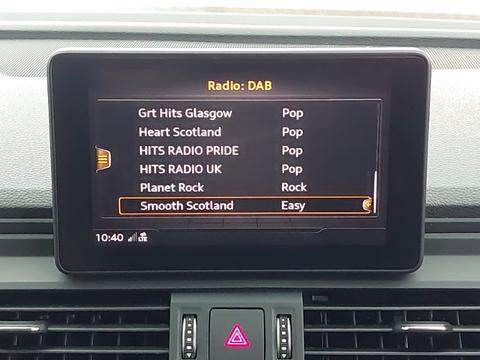 Radio: DAB
Grt Hits Glasgow Pop
Heart Scotland Pop
HITS RADIO PRIDE Pop
HITS RADIO UK Pop
Planet Rock Rock
Smooth Scotland Easy
10:40 LTE